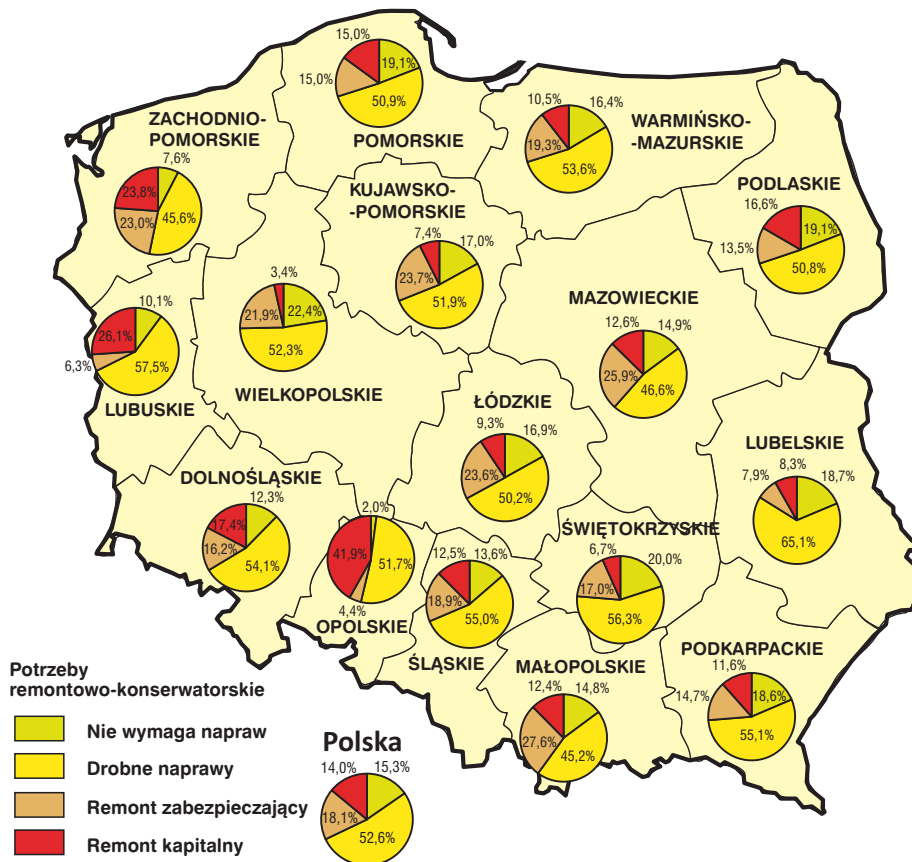 15,0%
19,1%
15,0%
50,9%
POMORSKIE
ZACHODNIO-
POMORSKIE
7,6%
23,8%
23,0%
45,6%
10,5%
16,4%
19,3%
53,6%
WARMIŃSKO-
-MAZURSKIE
KUJAWSKO-
-POMORSKIE
7,4%
17,0%
23,7%
51,9%
PODLASKIE
16,6%
19,1%
13,5%
50,8%
3,4%
22,4%
21,9%
52,3%
WIELKOPOLSKIE
10,1%
26,1%
6,3%
57,5%
LUBUSKIE
MAZOWIECKIE
12,6%
14,9%
25,9%
46,6%
ŁÓDZKIE
9,3%
16,9%
23,6%
50,2%
LUBELSKIE
8,3%
7,9%
18,7%
65,1%
DOLNOŚLĄSKIE
12,3%
17,4%
16,2%
54,1%
2,0%
41,9%
51,7%
4,4%
OPOLSKIE
12,5%
13,6%
18,9%
55,0%
ŚLĄSKIE
ŚWIĘTOKRZYSKIE
6,7%
20,0%
17,0%
56,3%
MAŁOPOLSKIE
12,4%
14,8%
27,6%
45,2%
PODKARPACKIE
11,6%
14,7%
18,6%
55,1%
Potrzeby
remontowo-konserwatorskie
Nie wymaga napraw
Drobne naprawy
Remont zabezpieczający
Remont kapitalny
Polska
14,0%
15,3%
18,1%
52,6%